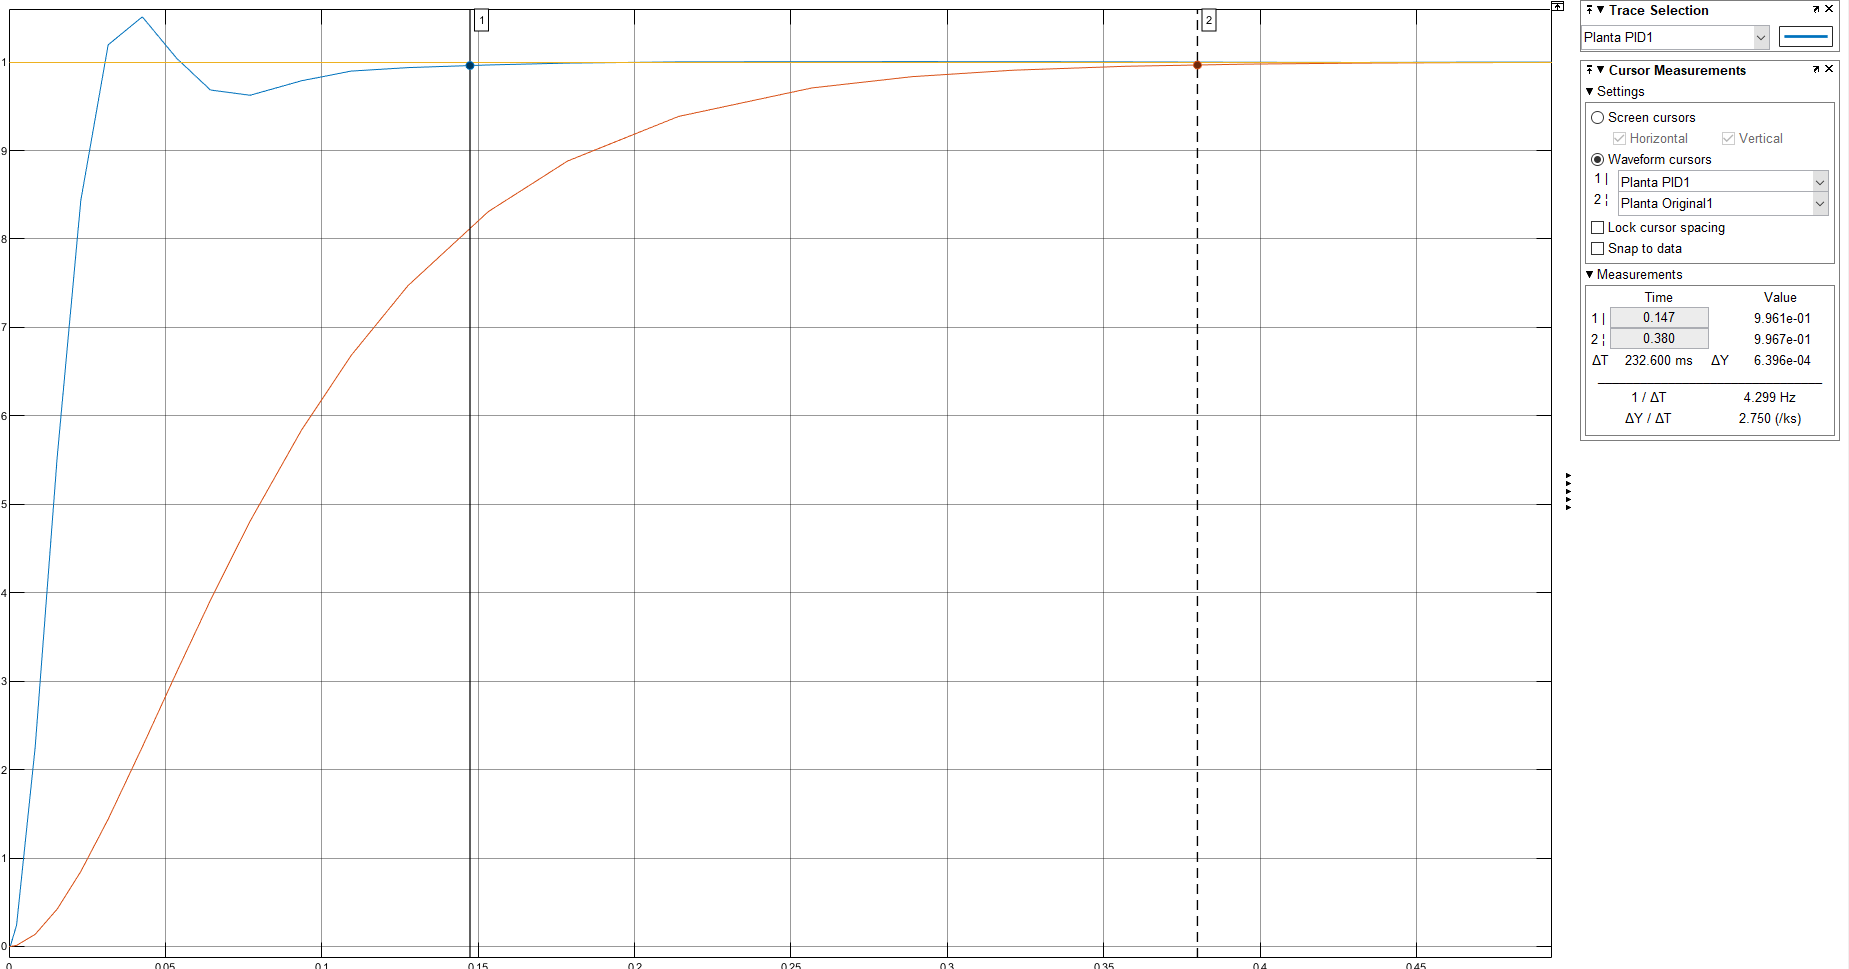 1
2
1
9
8
7
6
5
4
3
2
1
0
0
0.05
0.1
0.15
0.2
0.25
0.3
0.35
0.4
0.45
Trace Selection
Planta PID1
Cursor Measurements
Settings
Screen cursors
Horizontal Vertical
Waveform cursors
1 | Planta PID1
2 ¦ Planta Original1
Lock cursor spacing
Snap to data
Measurements
Time Value
1 | 0.147 9.961e-01
2 ¦ 0.380 9.967e-01
ΔT 232.600 ms ΔY 6.396e-04
1 / ΔT 4.299 Hz
ΔY / ΔT 2.750 (/ks)